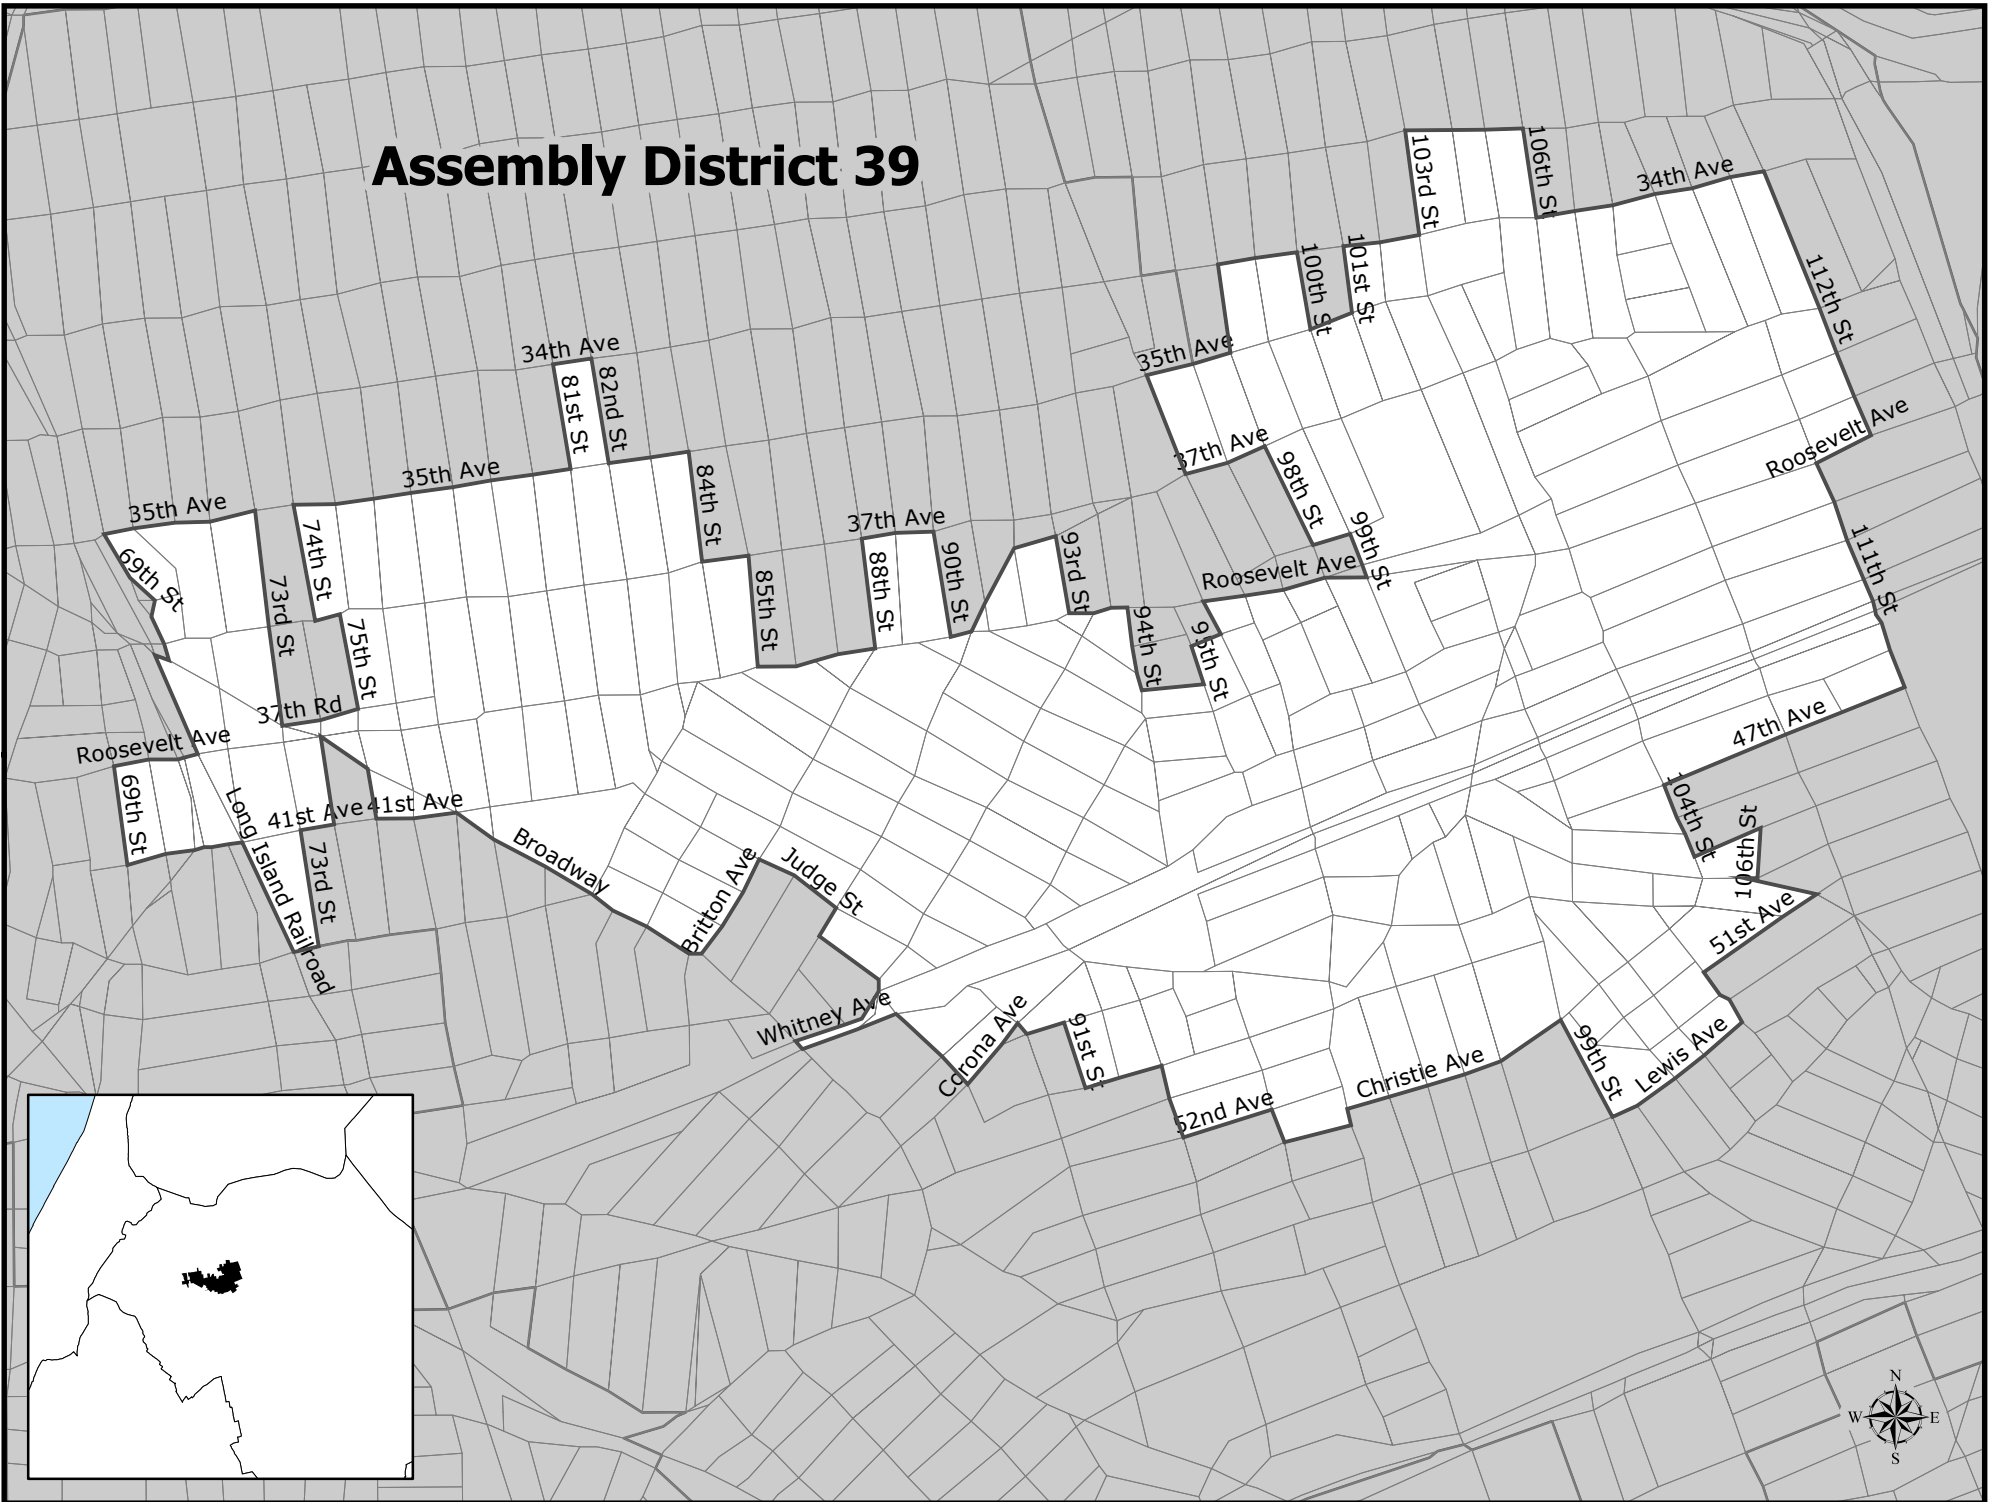 Assembly District 39
103rd St
106th St
34th Ave
100th St
101st St
112th St
35th Ave
34th Ave
81st St
82nd St
37th Ave
98th St
99th St
Roosevelt Ave
35th Ave
35th Ave
84th St
37th Ave
88th St
90th St
93rd St
Roosevelt Ave
111th St
69th St
73rd St
74th St
75th St
85th St
94th St
95th St
37th Rd
Roosevelt Ave
69th St
Long Island Railroad
41st Ave
41st Ave
73rd St
Broadway
Britton Ave
Judge St
47th Ave
104th St
106th St
51st Ave
Whitney Ave
Corona Ave
91st St
52nd Ave
Christie Ave
99th St
Lewis Ave
N
W
E
S